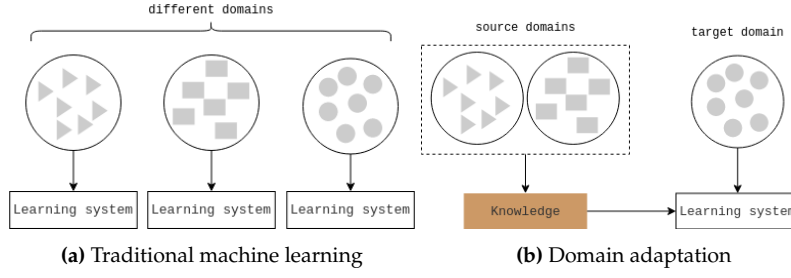 different domains
Learning system
Learning system
Learning system
(a) Traditional machine learning
source domains
target domain
Knowledge
Learning system
(b) Domain adaptation